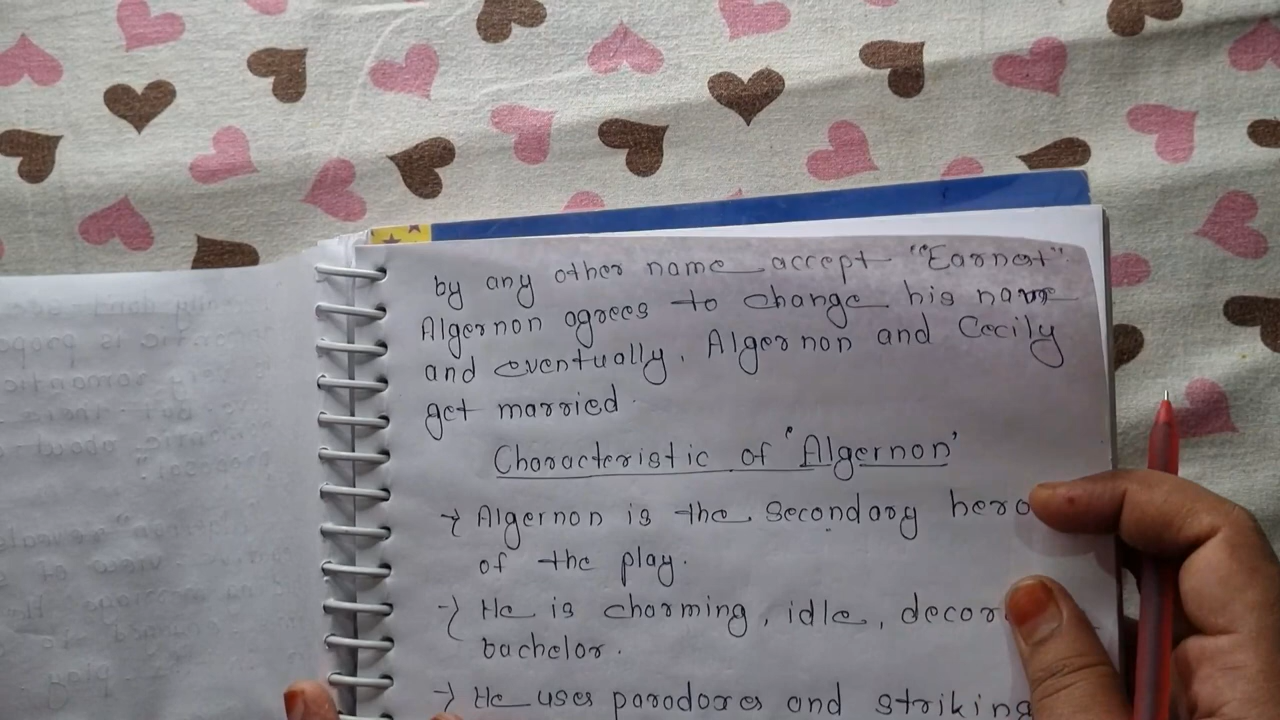 by any other name accept "Earnest".
Algernon agrees to change his name
and eventually, Algernon and Cecily
get married.
Characteristic of 'Algernon'
→ Algernon is the secondary hero
of the play.
→ He is charming, idle,
bachelor.
→ He uses paradoxes and striking